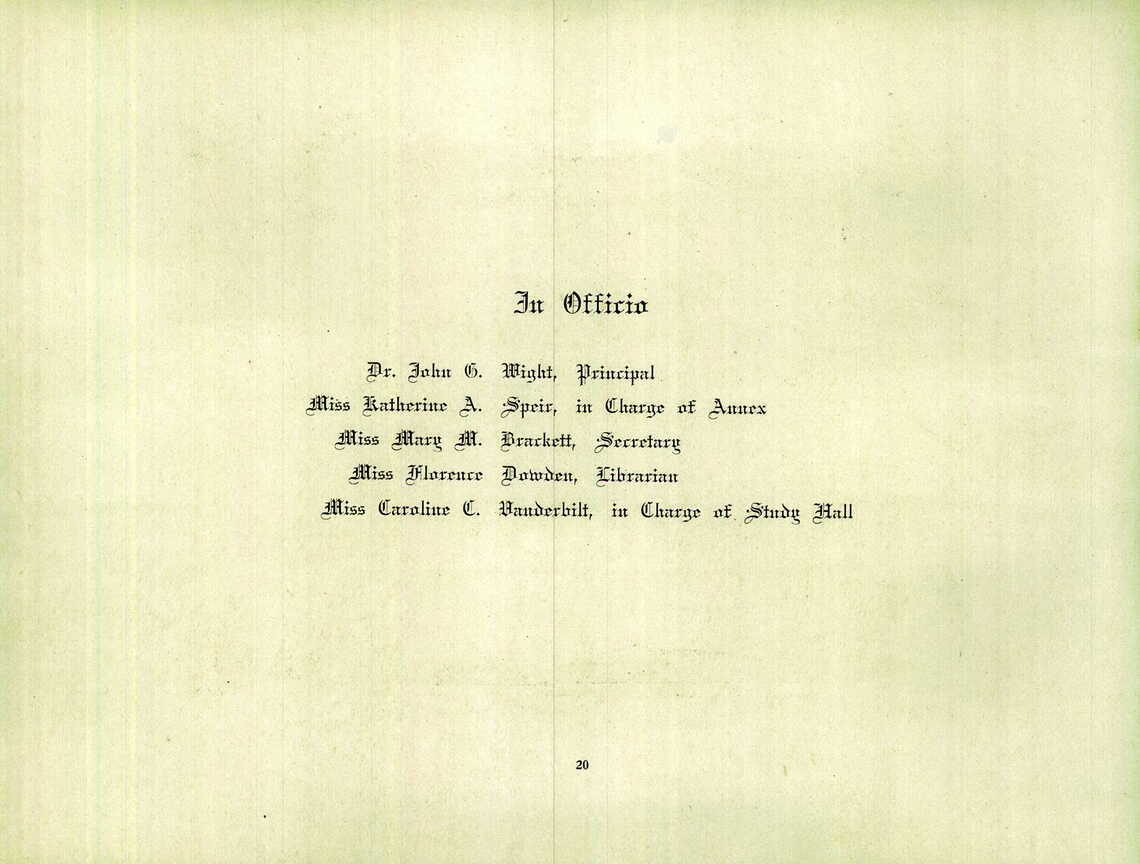 In Officio
Dr. John G. Wight, Principal
Miss Katherine A. Speir, in Charge of Annex
Miss Mary M. Brackett, Secretary
Miss Florence Dowden, Librarian
Miss Caroline C. Vanderbilt, in Charge of Study Hall
20